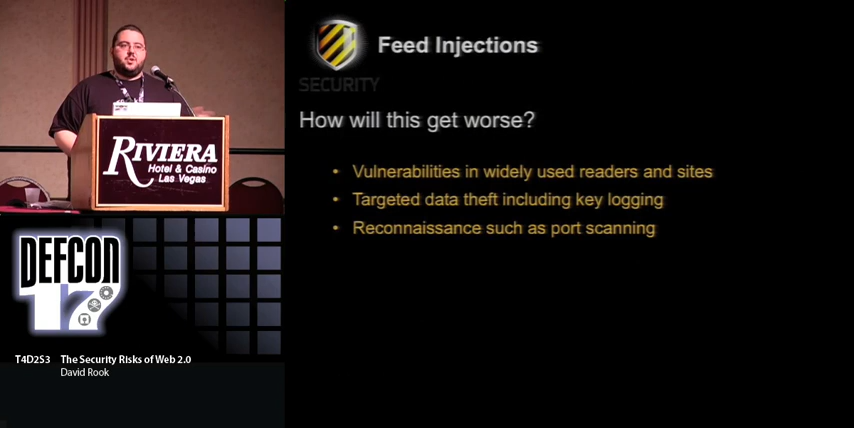 RIVIERA
Hotel & Casino
Las Vegas
DEFCON
17
T4D2S3 The Security Risks of Web 2.0
David Rook
SECURITY
Feed Injections
How will this get worse?
• Vulnerabilities in widely used readers and sites
• Targeted data theft including key logging
• Reconnaissance such as port scanning